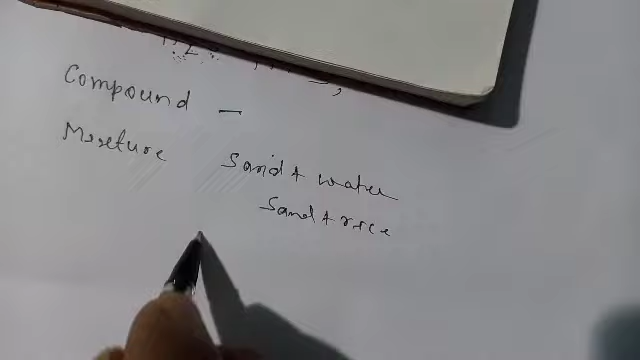 Compound –
Mixture Sand + water
Sand + rice